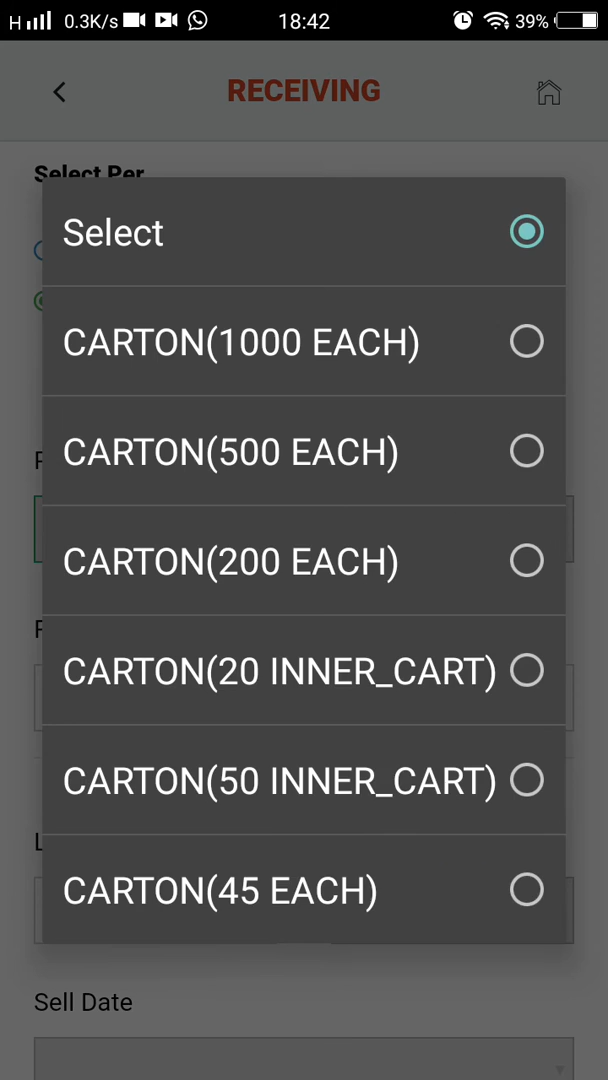 H 0.3K/s 18:42 39%
RECEIVING
Select Per
Select
CARTON(1000 EACH)
CARTON(500 EACH)
CARTON(200 EACH)
CARTON(20 INNER_CART)
CARTON(50 INNER_CART)
CARTON(45 EACH)
Sell Date